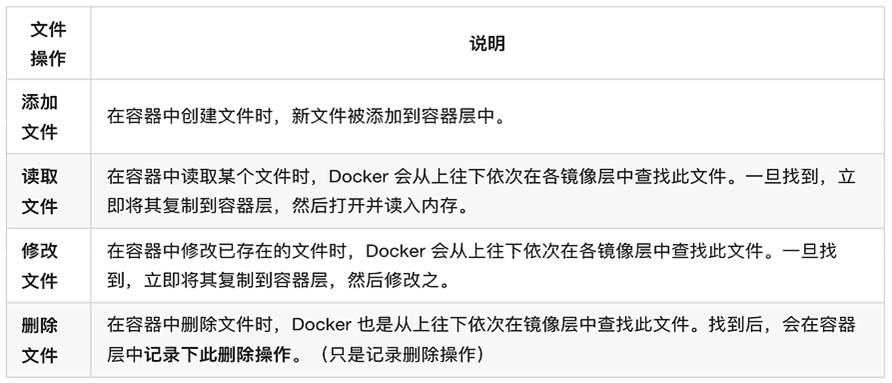 文件
操作
说明
添加
文件
在容器中创建文件时，新文件被添加到容器层中。
读取
文件
在容器中读取某个文件时，Docker 会从上往下依次在各镜像层中查找此文件。一旦找到，立
即将其复制到容器层，然后打开并读入内存。
修改
文件
在容器中修改已存在的文件时，Docker 会从上往下依次在各镜像层中查找此文件。一旦找
到，立即将其复制到容器层，然后修改之。
删除
文件
在容器中删除文件时，Docker 也是从上往下依次在镜像层中查找此文件。找到后，会在容器
层中记录下此删除操作。（只是记录删除操作）